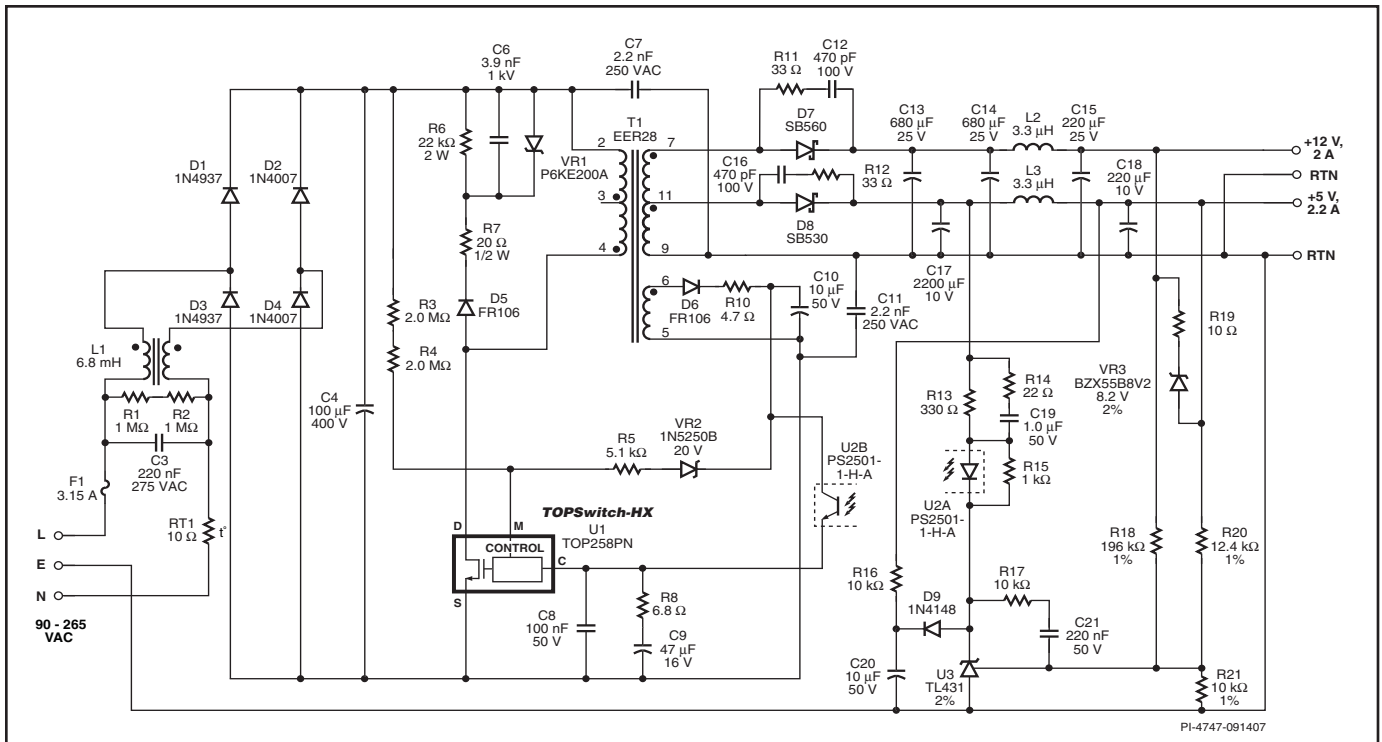 C6
3.9 nF
1 kV
C7
2.2 nF
250 VAC
R11
33 Ω
C12
470 pF
100 V
D7
SB560
C13
680 µF
25 V
C14
680 µF
25 V
L2
3.3 µH
C15
220 µF
25 V
+12 V,
2 A
RTN
+5 V,
2.2 A
RTN
R6
22 kΩ
2 W
VR1
P6KE200A
T1
EER28
2
3
4
7
11
9
6
5
C16
470 pF
100 V
R12
33 Ω
D8
SB530
L3
3.3 µH
C18
220 µF
10 V
D1
1N4937
D2
1N4007
D3
1N4937
D4
1N4007
R7
20 Ω
1/2 W
D5
FR106
R3
2.0 MΩ
R4
2.0 MΩ
D6
FR106
R10
4.7 Ω
C10
10 µF
50 V
C11
2.2 nF
250 VAC
C17
2200 µF
10 V
L1
6.8 mH
R1
1 MΩ
R2
1 MΩ
C3
220 nF
275 VAC
C4
100 µF
400 V
R19
10 Ω
VR3
BZX55B8V2
8.2 V
2%
R13
330 Ω
R14
22 Ω
C19
1.0 µF
50 V
R15
1 kΩ
U2A
PS2501-
1-H-A
U2B
PS2501-
1-H-A
R5
5.1 kΩ
VR2
1N5250B
20 V
F1
3.15 A
RT1
10 Ω
t°
L
E
N
90 - 265
VAC
TOPSwitch-HX
U1
TOP258PN
D
M
CONTROL
C
S
C8
100 nF
50 V
R8
6.8 Ω
C9
47 µF
16 V
R16
10 kΩ
D9
1N4148
R17
10 kΩ
C21
220 nF
50 V
C20
10 µF
50 V
U3
TL431
2%
R18
196 kΩ
1%
R20
12.4 kΩ
1%
R21
10 kΩ
1%
PI-4747-091407